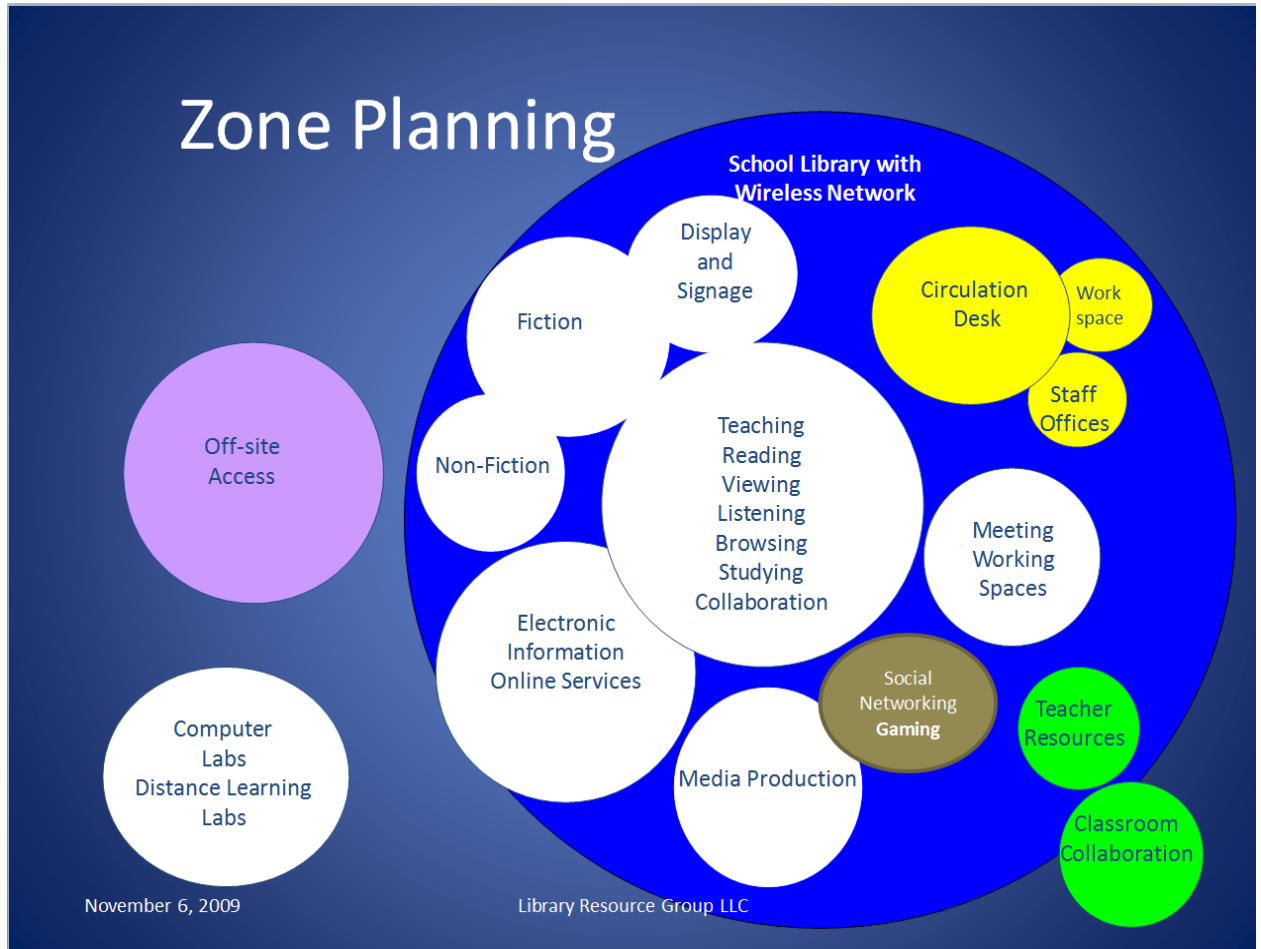 Zone Planning
School Library with
Wireless Network
Display
and
Signage
Fiction
Circulation
Desk
Work
space
Staff
Offices
Off-site
Access
Non-Fiction
Teaching
Reading
Viewing
Listening
Browsing
Studying
Collaboration
Meeting
Working
Spaces
Electronic
Information
Online Services
Social
Networking
Gaming
Teacher
Resources
Computer
Labs
Distance Learning
Labs
Media Production
Classroom
Collaboration
November 6, 2009
Library Resource Group LLC